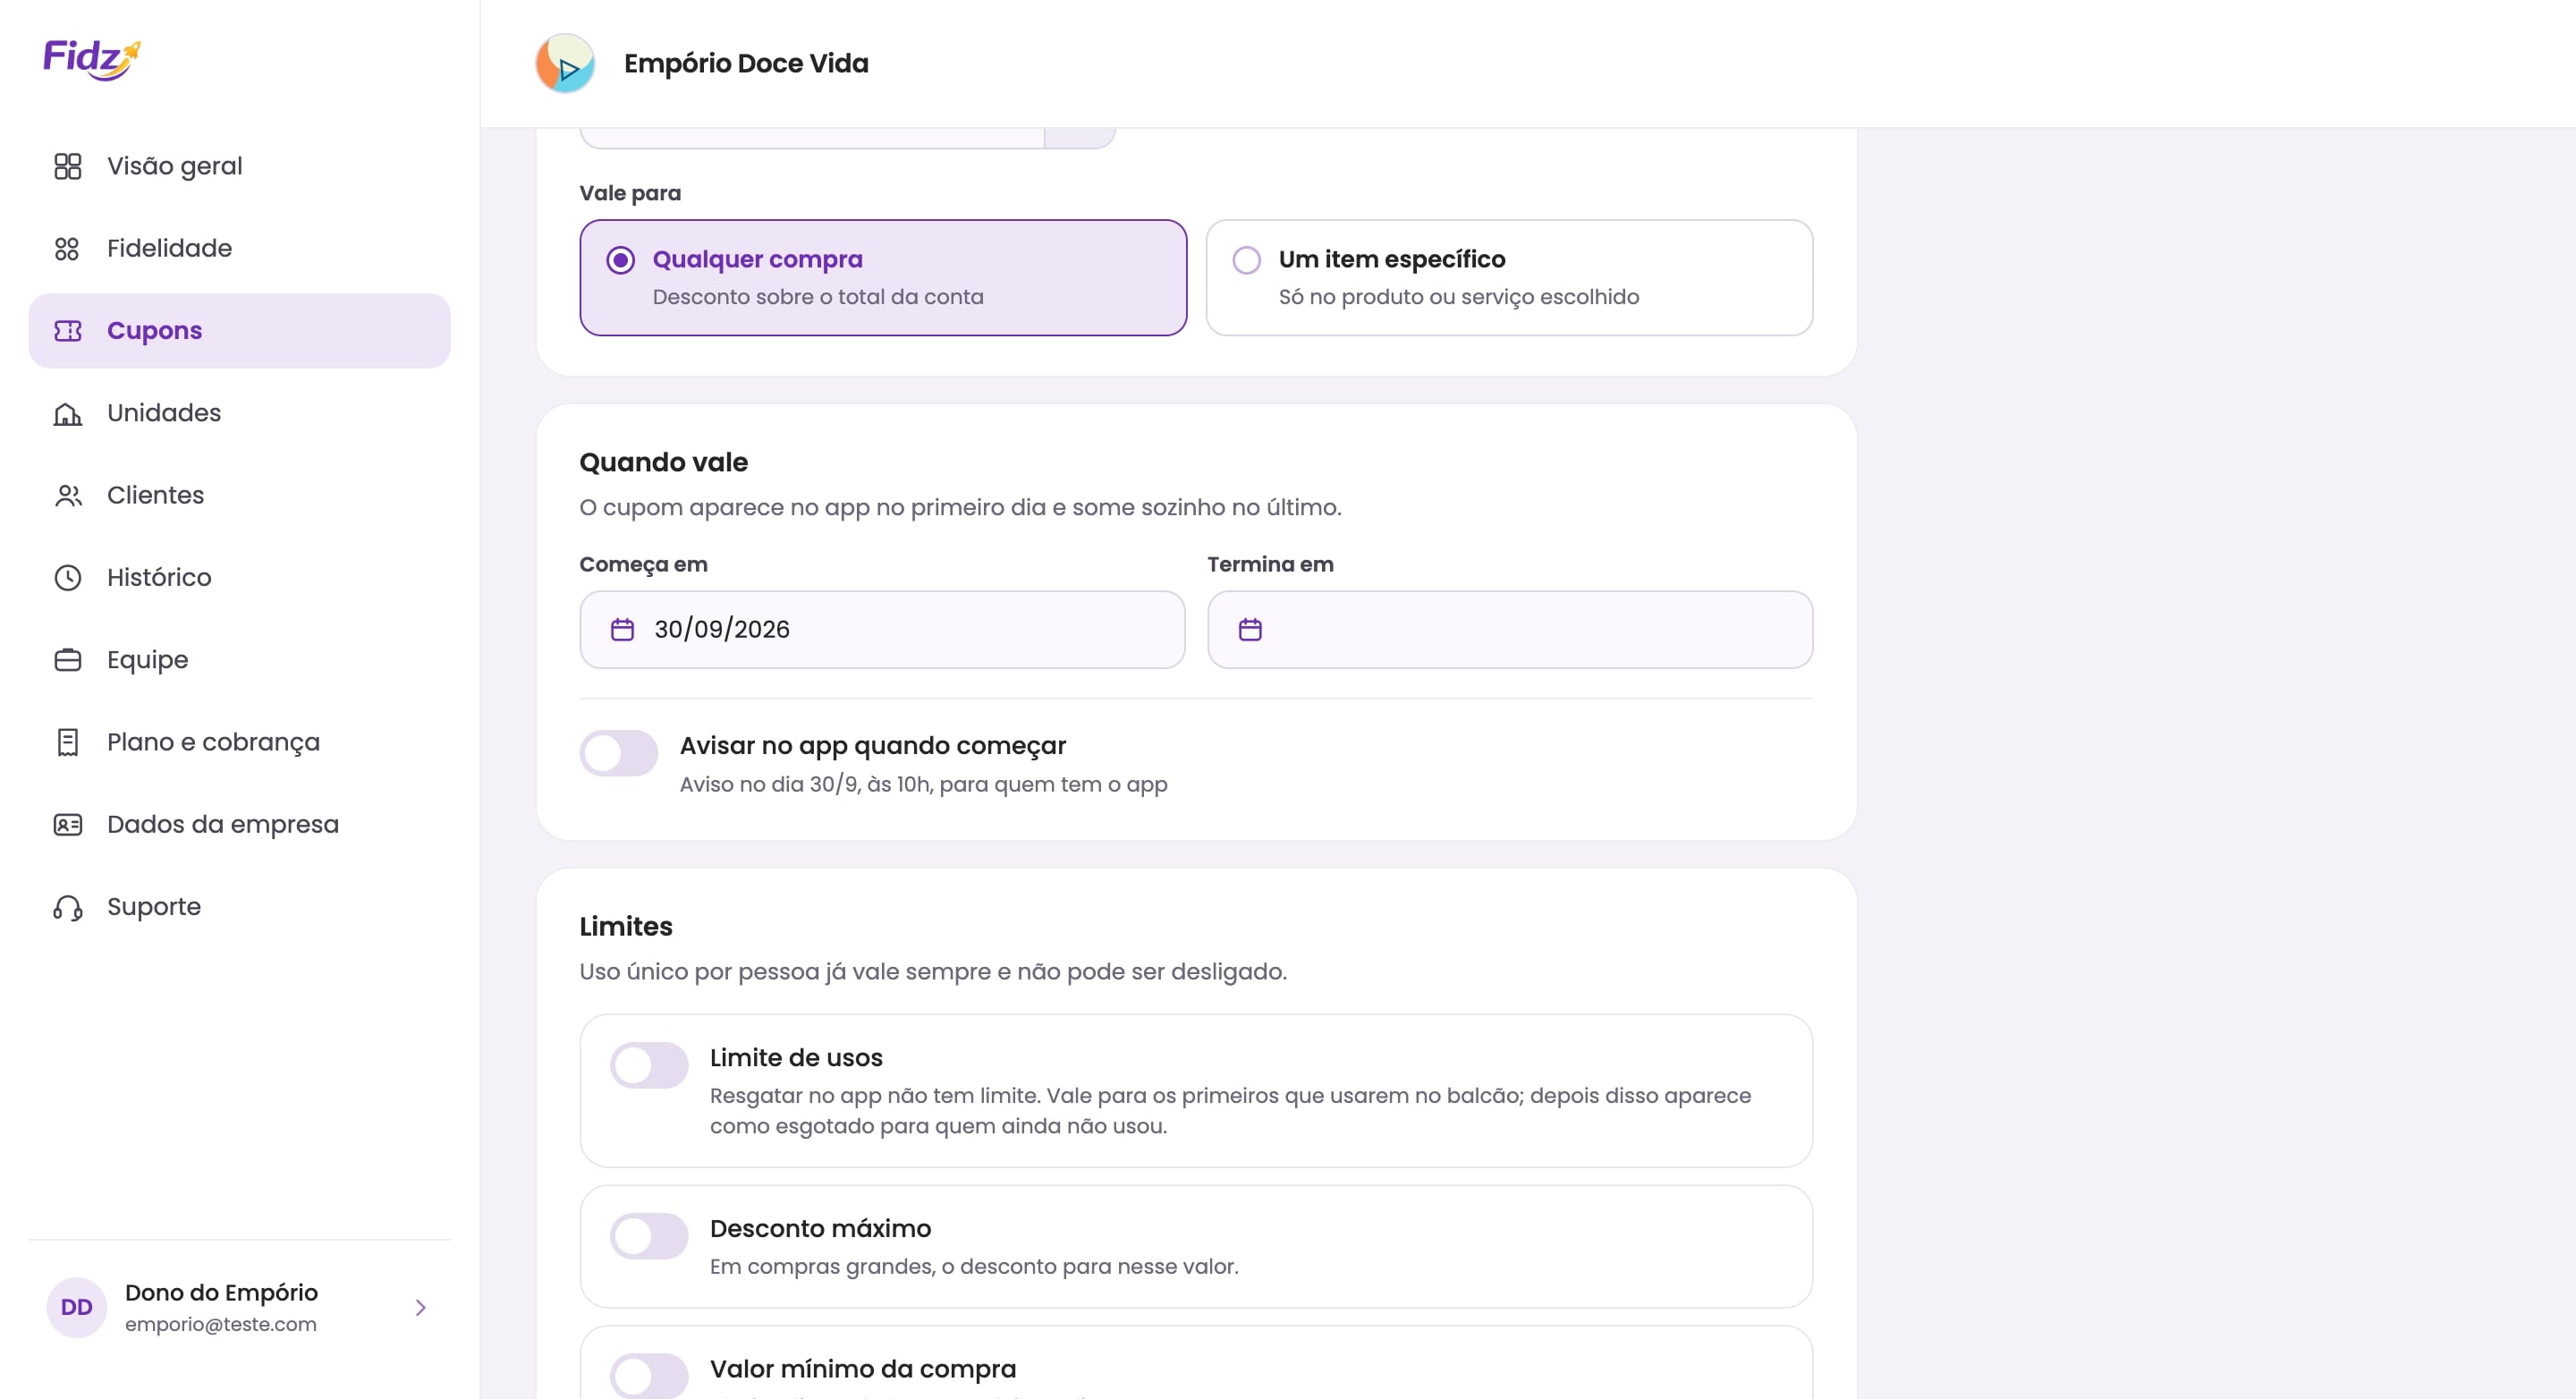 Fidz
Empório Doce Vida
Visão geral
Fidelidade
Cupons
Unidades
Clientes
Histórico
Equipe
Plano e cobrança
Dados da empresa
Suporte
DD
Dono do Empório
emporio@teste.com
Vale para
Qualquer compra
Desconto sobre o total da conta
Um item específico
Só no produto ou serviço escolhido
Quando vale
O cupom aparece no app no primeiro dia e some sozinho no último.
Começa em
30/09/2026
Termina em
Avisar no app quando começar
Aviso no dia 30/9, às 10h, para quem tem o app
Limites
Uso único por pessoa já vale sempre e não pode ser desligado.
Limite de usos
Resgatar no app não tem limite. Vale para os primeiros que usarem no balcão; depois disso aparece
como esgotado para quem ainda não usou.
Desconto máximo
Em compras grandes, o desconto para nesse valor.
Valor mínimo da compra